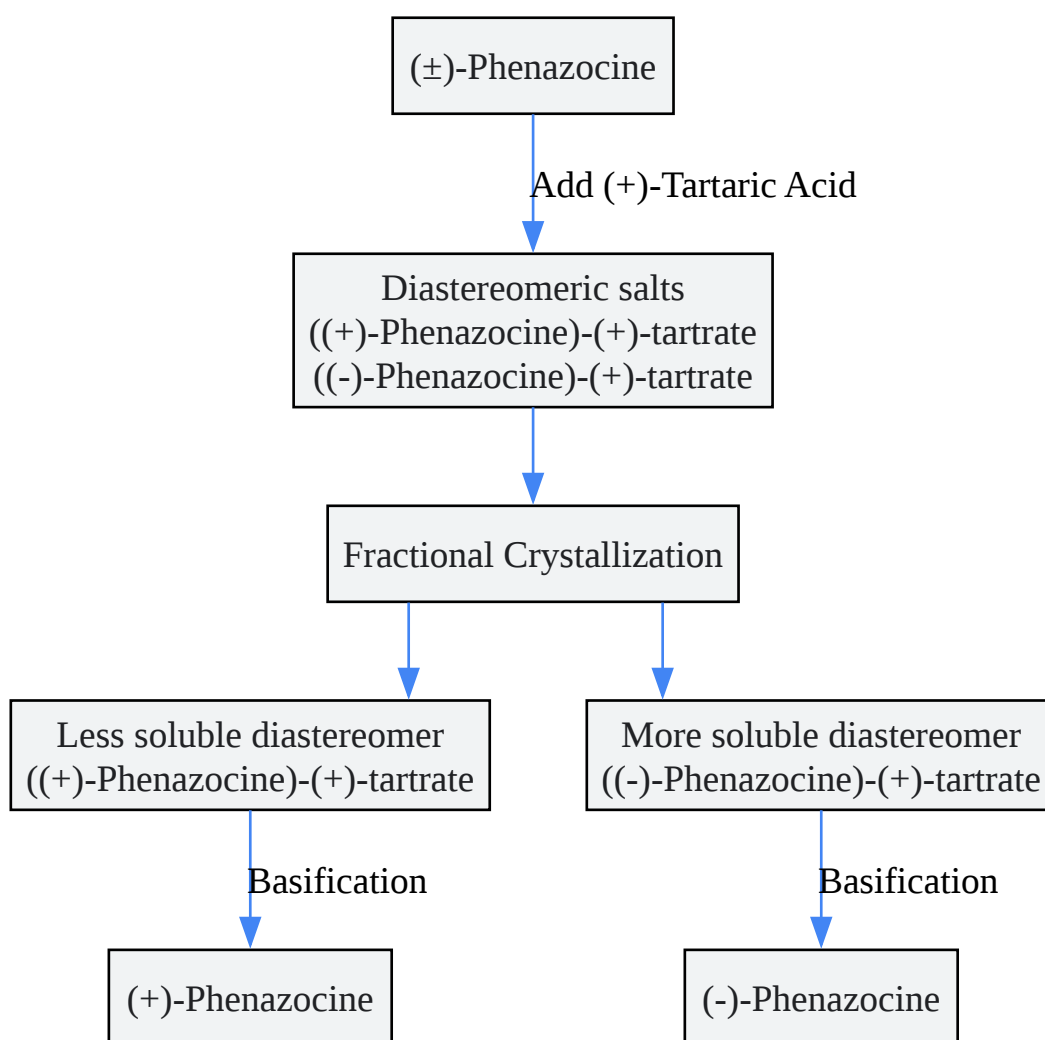 (±)-Phenazocine
Add (+)-Tartaric Acid
Diastereomeric salts
((+)-Phenazocine)-(+)-tartrate
((-)-Phenazocine)-(+)-tartrate
Fractional Crystallization
Less soluble diastereomer
((+)-Phenazocine)-(+)-tartrate
More soluble diastereomer
((-)-Phenazocine)-(+)-tartrate
Basification
Basification
(+)-Phenazocine
(-)-Phenazocine